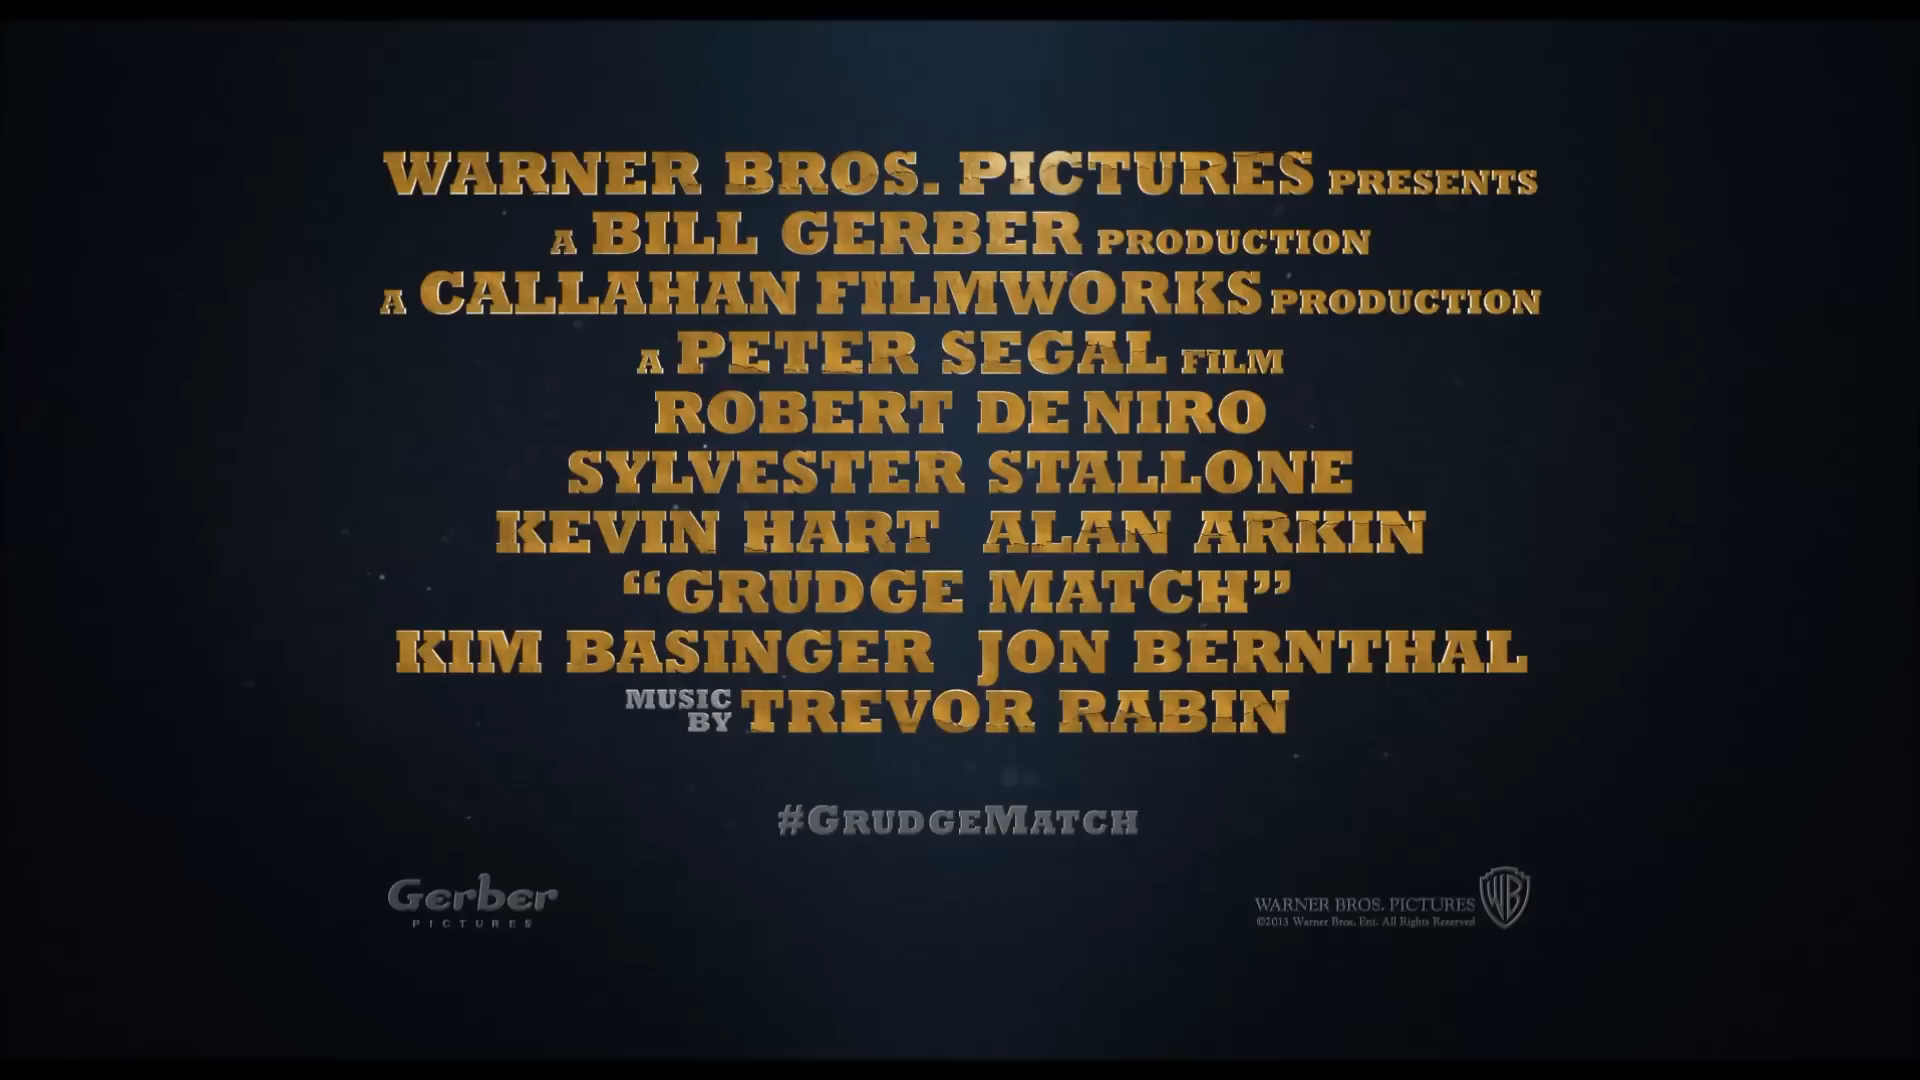 WARNER BROS. PICTURES PRESENTS
A BILL GERBER PRODUCTION
A CALLAHAN FILMWORKS PRODUCTION
A PETER SEGAL FILM
ROBERT DE NIRO
SYLVESTER STALLONE
KEVIN HART ALAN ARKIN
“GRUDGE MATCH”
KIM BASINGER JON BERNTHAL
MUSIC BY TREVOR RABIN
#GRUDGEMATCH
Gerber
PICTURES
WARNER BROS. PICTURES
©2013 Warner Bros. Ent. All Rights Reserved
WB